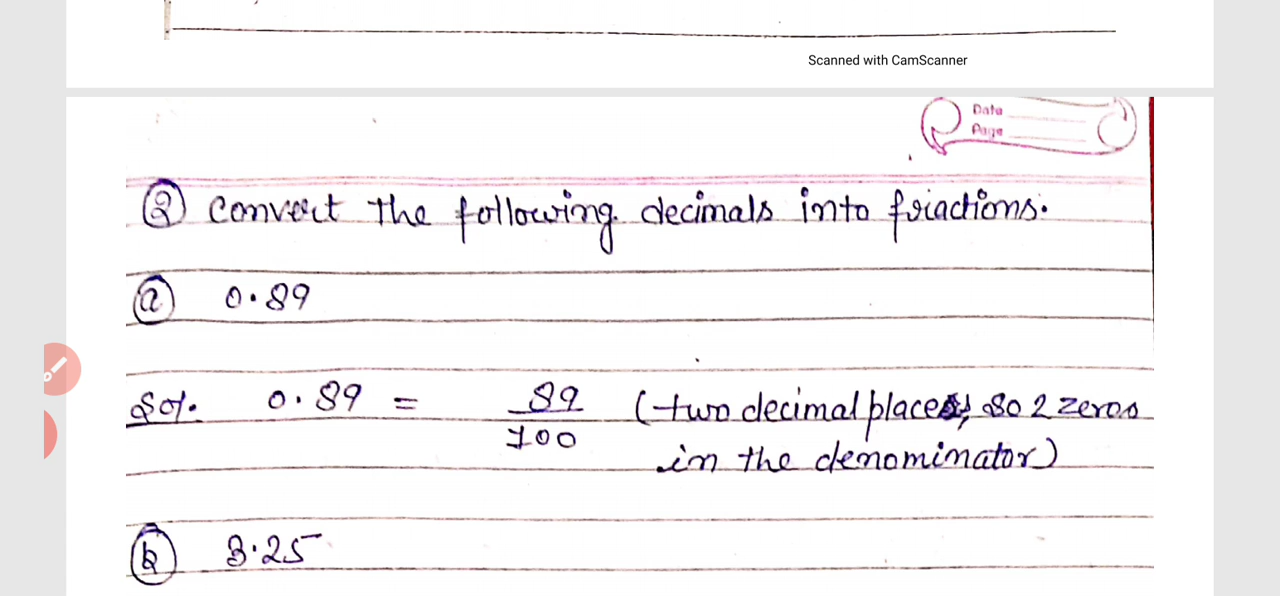 Scanned with CamScanner
Date
Page
② Convert the following decimals into fractions.
ⓐ 0.89
Sol. 0.89 = 89/100 (two decimal places, so 2 zeros
in the denominator)
ⓑ 3.25